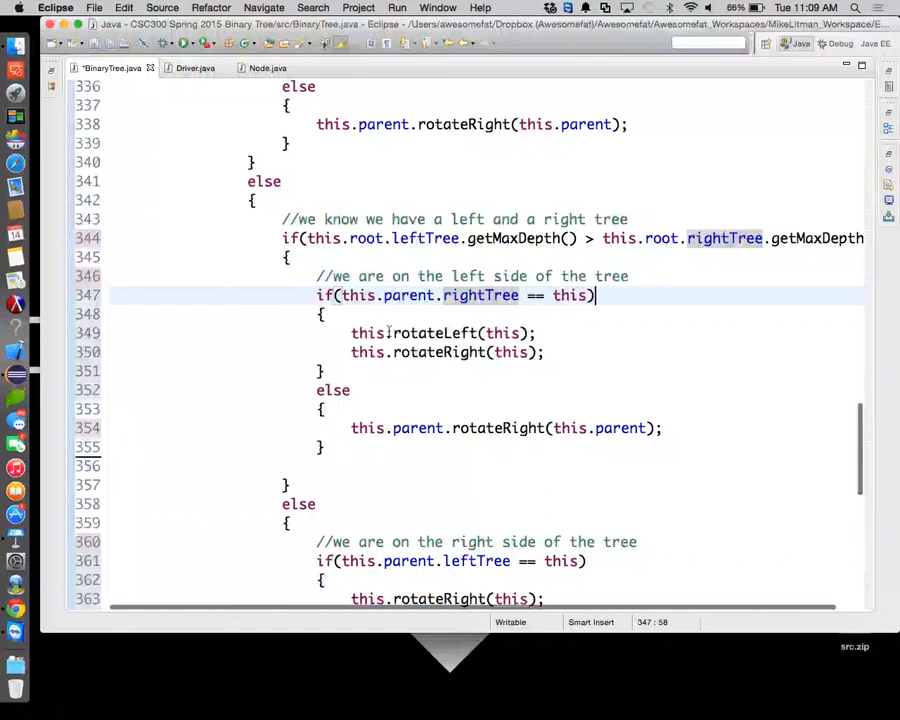 Eclipse File Edit Source Refactor Navigate Search Project Run Window Help 66% Tue 11:09 AM
Java - CSC300 Spring 2015 Binary Tree/src/BinaryTree.java - Eclipse - /Users/awesomefat/Dropbox (Awesomefat)/Awesomefat_Workspaces/MikeLitman_Workspace/E...
Java Debug Java EE
*BinaryTree.java Driver.java Node.java
336 else
337 {
338 this.parent.rotateRight(this.parent);
339 }
340 }
341 else
342 {
343 //we know we have a left and a right tree
344 if(this.root.leftTree.getMaxDepth() > this.root.rightTree.getMaxDepth
345 {
346 //we are on the left side of the tree
347 if(this.parent.rightTree == this)
348 {
349 this.rotateLeft(this);
350 this.rotateRight(this);
351 }
352 else
353 {
354 this.parent.rotateRight(this.parent);
355 }
356
357 }
358 else
359 {
360 //we are on the right side of the tree
361 if(this.parent.leftTree == this)
362 {
363 this.rotateRight(this);
Writable Smart Insert 347 : 58
src.zip